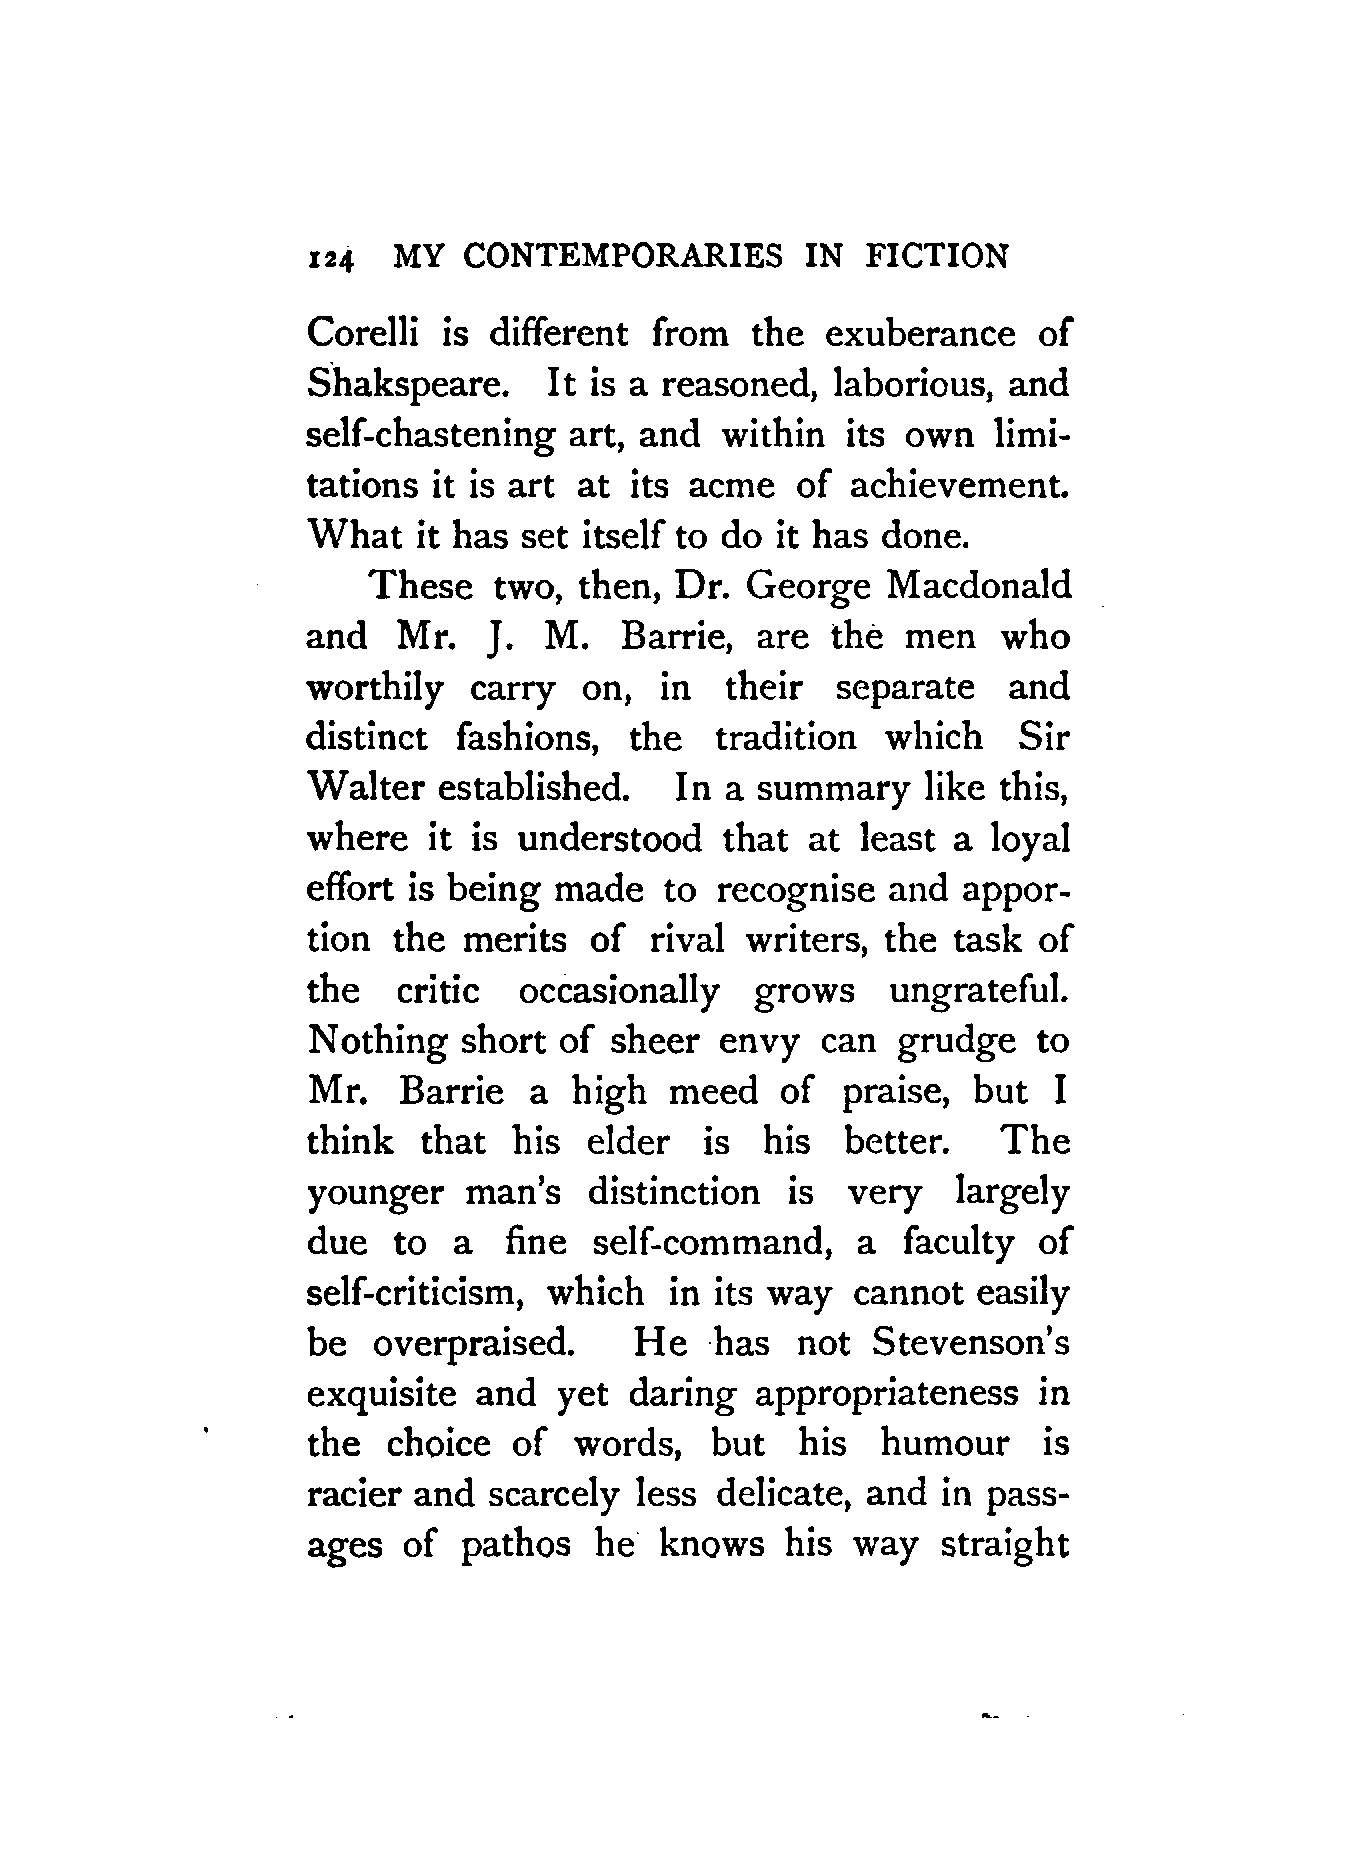 124 MY CONTEMPORARIES IN FICTION
Corelli is different from the exuberance of
Shakspeare. It is a reasoned, laborious, and
self-chastening art, and within its own limi-
tations it is art at its acme of achievement.
What it has set itself to do it has done.
These two, then, Dr. George Macdonald
and Mr. J. M. Barrie, are the men who
worthily carry on, in their separate and
distinct fashions, the tradition which Sir
Walter established. In a summary like this,
where it is understood that at least a loyal
effort is being made to recognise and appor-
tion the merits of rival writers, the task of
the critic occasionally grows ungrateful.
Nothing short of sheer envy can grudge to
Mr. Barrie a high meed of praise, but I
think that his elder is his better. The
younger man's distinction is very largely
due to a fine self-command, a faculty of
self-criticism, which in its way cannot easily
be overpraised. He has not Stevenson's
exquisite and yet daring appropriateness in
the choice of words, but his humour is
racier and scarcely less delicate, and in pass-
ages of pathos he knows his way straight